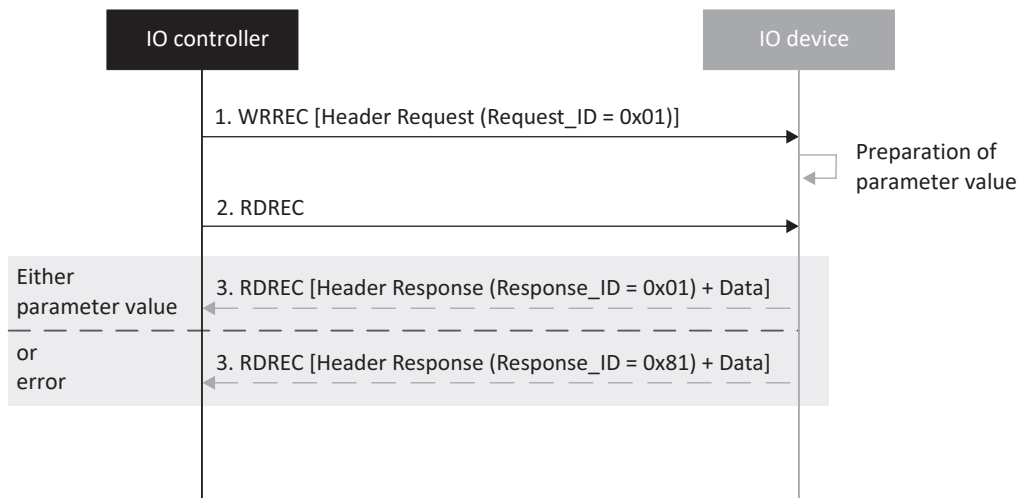 IO controller
IO device
1. WRREC [Header Request (Request_ID = 0x01)]
Preparation of
parameter value
2. RDREC
Either
parameter value
3. RDREC [Header Response (Response_ID = 0x01) + Data]
or
error
3. RDREC [Header Response (Response_ID = 0x81) + Data]